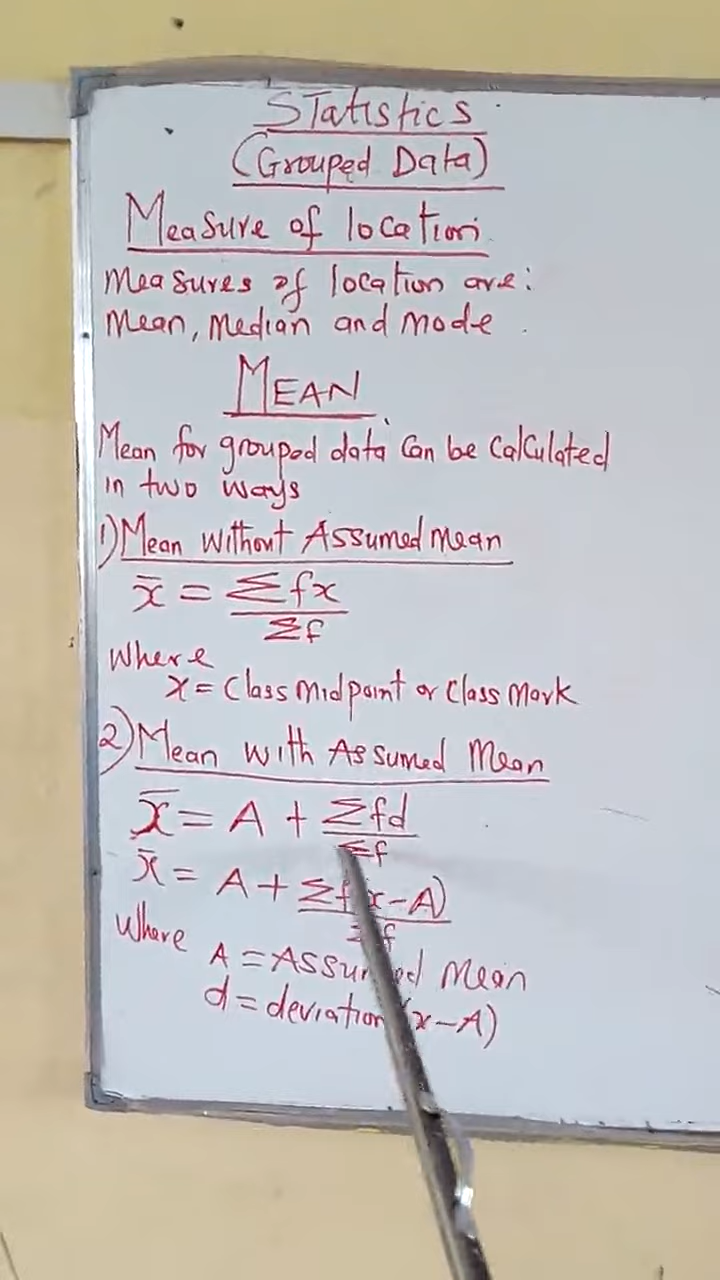 Statistics
(Grouped Data)
Measure of location
Measures of location are:
Mean, Median and mode.
MEAN
Mean for grouped data can be calculated
in two ways
1) Mean without Assumed mean
x̄ = Σfx
Σf
Where
x = Class midpoint or Class mark
2) Mean with Assumed Mean
x̄ = A + Σfd
Σf
x̄ = A + Σf(x-A)
Σf
Where
A = Assumed Mean
d = deviation (x-A)